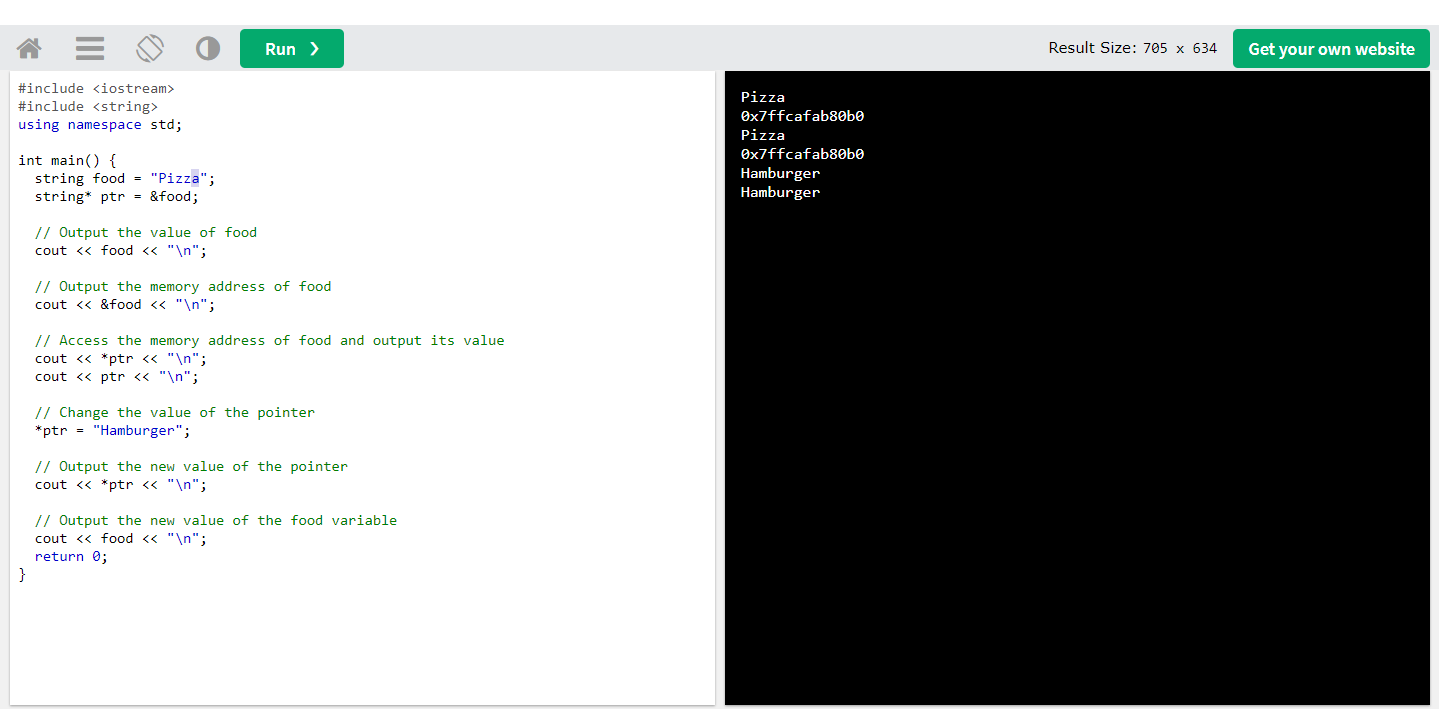 Run ❯
Result Size: 705 x 634
Get your own website
#include <iostream>
#include <string>
using namespace std;
int main() {
  string food = "Pizza";
  string* ptr = &food;
  // Output the value of food
  cout << food << "\n";
  // Output the memory address of food
  cout << &food << "\n";
  // Access the memory address of food and output its value
  cout << *ptr << "\n";
  cout << ptr << "\n";
  // Change the value of the pointer
  *ptr = "Hamburger";
  // Output the new value of the pointer
  cout << *ptr << "\n";
  // Output the new value of the food variable
  cout << food << "\n";
  return 0;
}
Pizza
0x7ffcafab80b0
Pizza
0x7ffcafab80b0
Hamburger
Hamburger